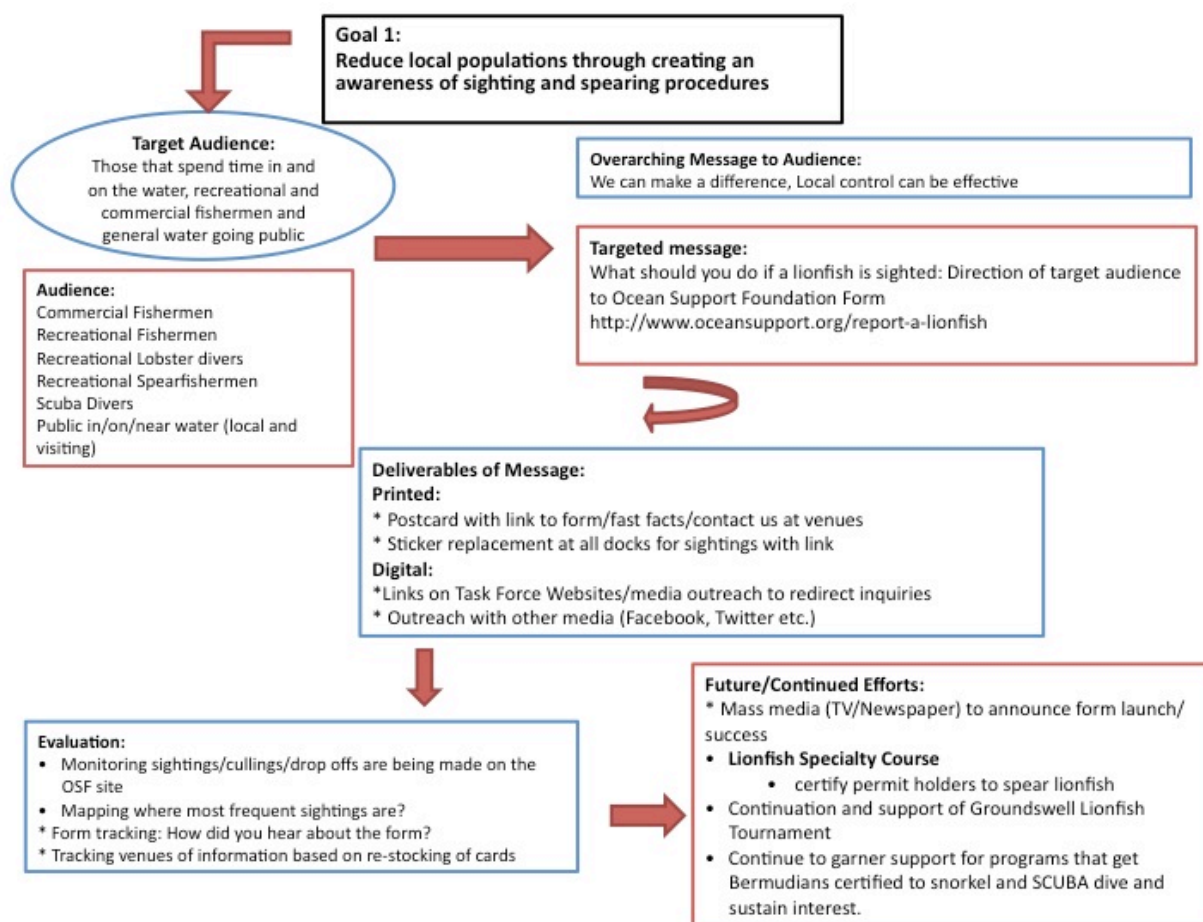 Goal 1:
Reduce local populations through creating an
awareness of sighting and spearing procedures
Target Audience:
Those that spend time in and
on the water, recreational and
commercial fishermen and
general water going public
Overarching Message to Audience:
We can make a difference, Local control can be effective
Audience:
Commercial Fishermen
Recreational Fishermen
Recreational Lobster divers
Recreational Spearfishermen
Scuba Divers
Public in/on/near water (local and
visiting)
Targeted message:
What should you do if a lionfish is sighted: Direction of target audience
to Ocean Support Foundation Form
http://www.oceansupport.org/report-a-lionfish
Deliverables of Message:
Printed:
* Postcard with link to form/fast facts/contact us at venues
* Sticker replacement at all docks for sightings with link
Digital:
*Links on Task Force Websites/media outreach to redirect inquiries
* Outreach with other media (Facebook, Twitter etc.)
Evaluation:
• Monitoring sightings/cullings/drop offs are being made on the
OSF site
• Mapping where most frequent sightings are?
* Form tracking: How did you hear about the form?
* Tracking venues of information based on re-stocking of cards
Future/Continued Efforts:
* Mass media (TV/Newspaper) to announce form launch/
success
• Lionfish Specialty Course
• certify permit holders to spear lionfish
• Continuation and support of Groundswell Lionfish
Tournament
• Continue to garner support for programs that get
Bermudians certified to snorkel and SCUBA dive and
sustain interest.